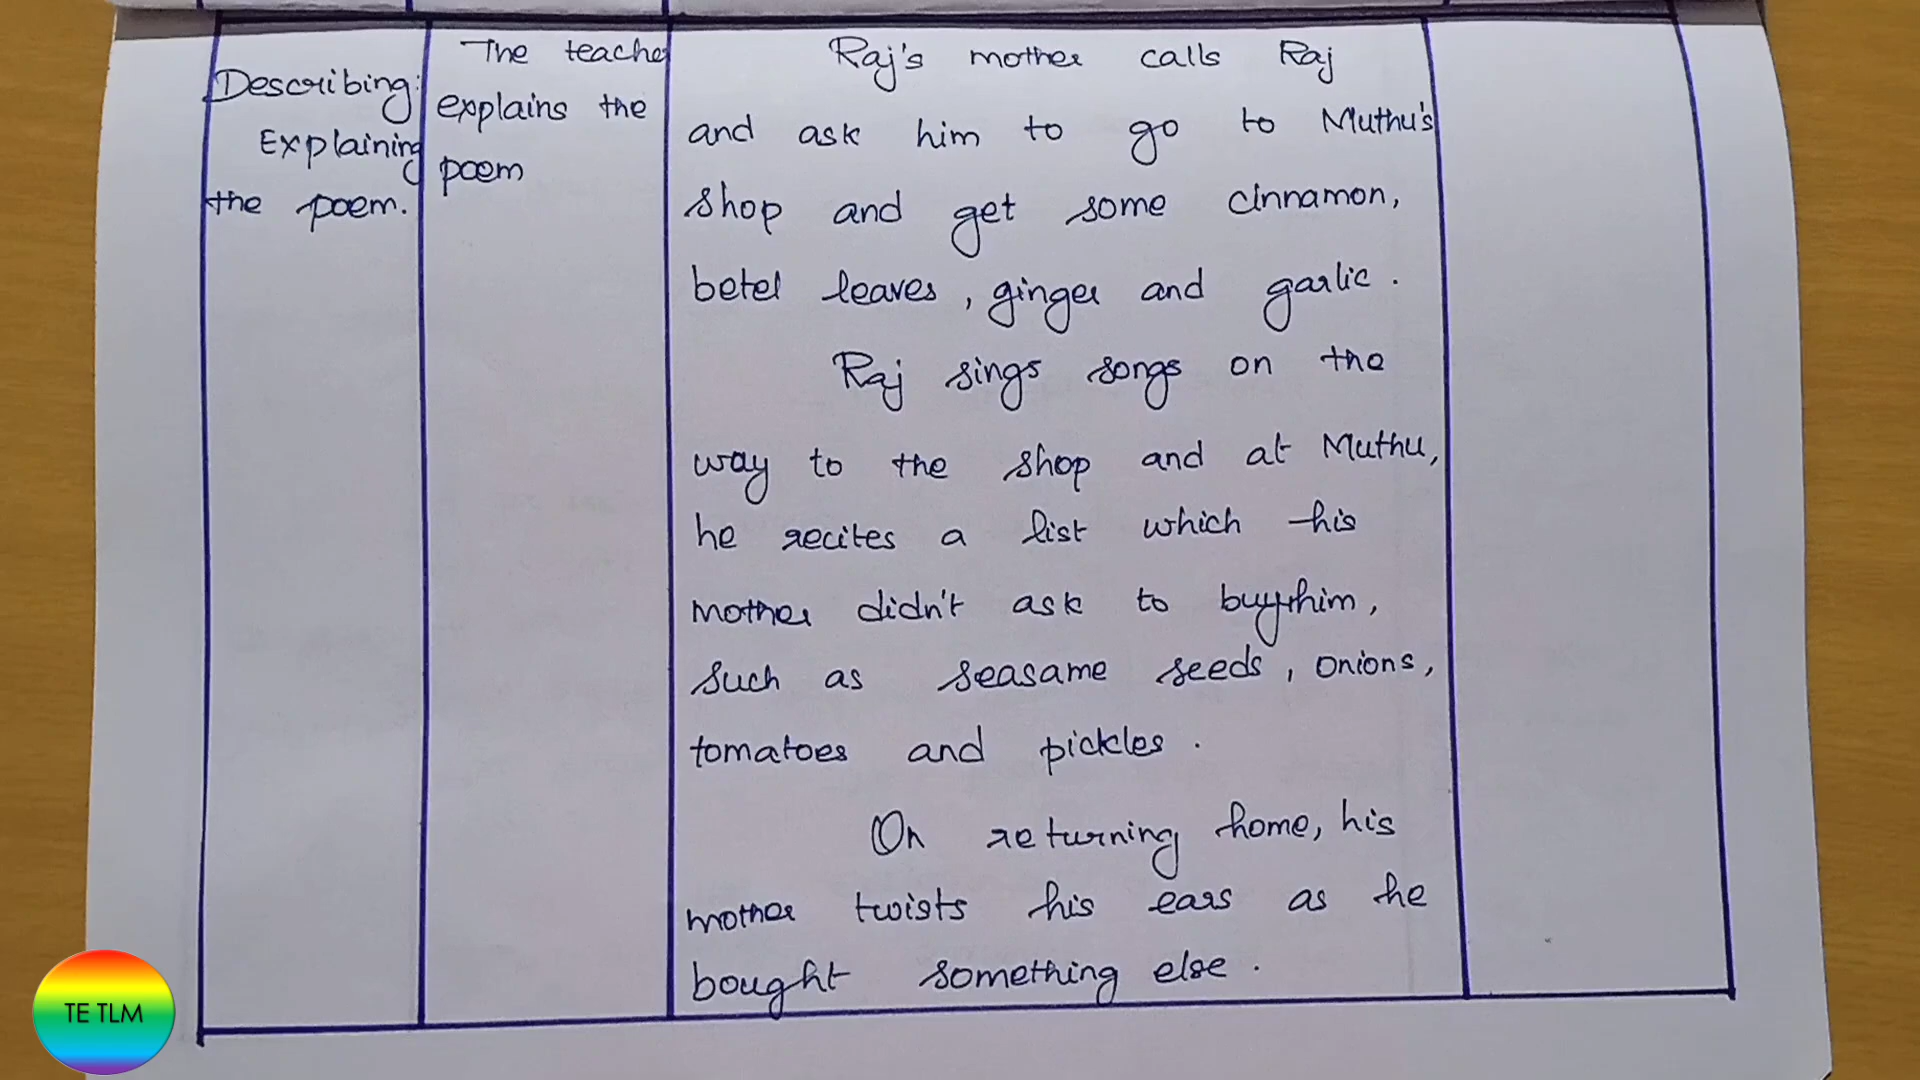 Describing:
Explaining
the poem.
The teacher
explains the
poem
Raj's mother calls Raj
and ask him to go to Muthu's
shop and get some cinnamon,
betel leaves, ginger and garlic.
Raj sings songs on the
way to the shop and at Muthu,
he recites a list which his
mother didn't ask to buy him,
such as seasame seeds, onions,
tomatoes and pickles.
On returning home, his
mother twists his ears as he
bought something else.
TE TLM